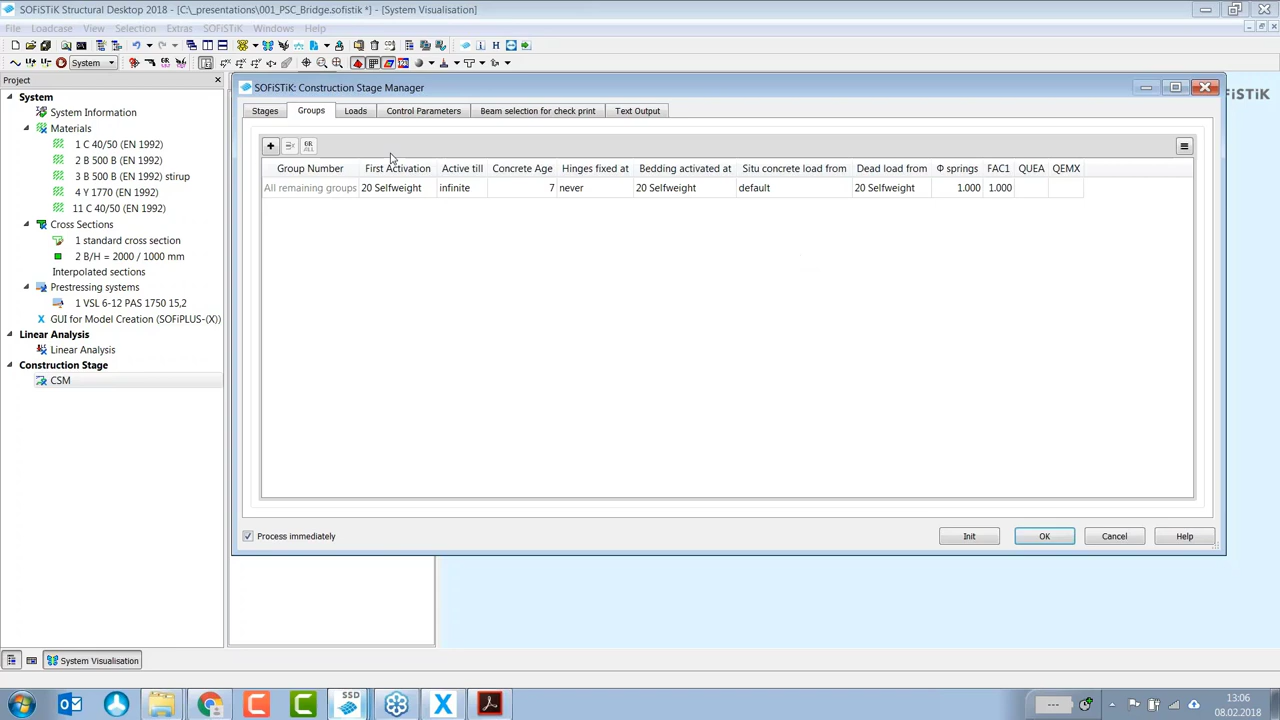 SOFiSTiK Structural Desktop 2018 - [C:\_presentations\001_PSC_Bridge.sofistik *] - [System Visualisation]
File Loadcase View Selection Extras SOFiSTiK Windows Help
System
Project
System
System Information
Materials
1 C 40/50 (EN 1992)
2 B 500 B (EN 1992)
3 B 500 B (EN 1992) stirup
4 Y 1770 (EN 1992)
11 C 40/50 (EN 1992)
Cross Sections
1 standard cross section
2 B/H = 2000 / 1000 mm
Interpolated sections
Prestressing systems
1 VSL 6-12 PAS 1750 15,2
GUI for Model Creation (SOFiPLUS-(X))
Linear Analysis
Linear Analysis
Construction Stage
CSM
SOFiSTiK: Construction Stage Manager
Stages Groups Loads Control Parameters Beam selection for check print Text Output
Group Number First Activation Active till Concrete Age Hinges fixed at Bedding activated at Situ concrete load from Dead load from Φ springs FAC1 QUEA QEMX
All remaining groups 20 Selfweight infinite 7 never 20 Selfweight default 20 Selfweight 1.000 1.000
Process immediately
Init OK Cancel Help
System Visualisation
SSD
13:06
08.02.2018